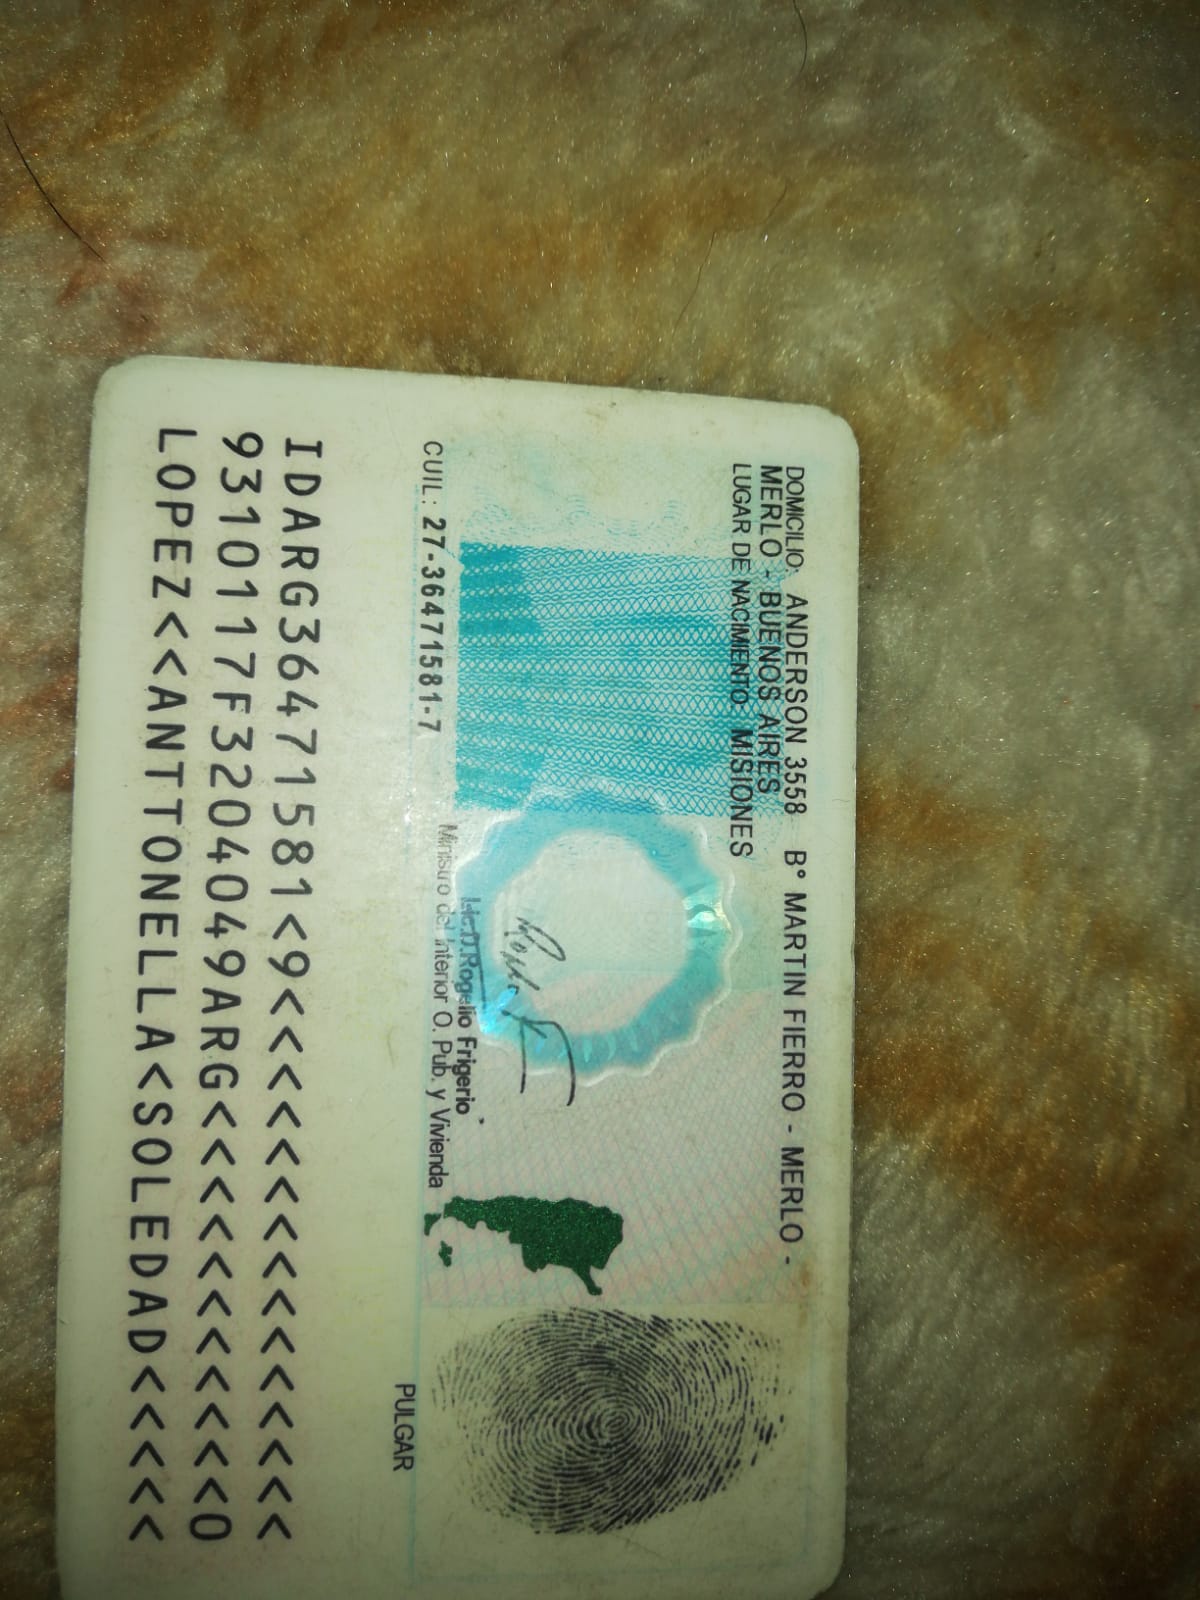 DOMICILIO: ANDERSON 3558 B° MARTIN FIERRO - MERLO -
MERLO - BUENOS AIRES
LUGAR DE NACIMIENTO: MISIONES
Lic.D.Rogelio Frigerio
Ministro del Interior O. Pub. y Vivienda
CUIL: 27-36471581-7
PULGAR
IDARG36471581<9<<<<<<<<<<<<<<<
9310117F3204049ARG<<<<<<<<<<<0
LOPEZ<<ANTTONELLA<SOLEDAD<<<<<